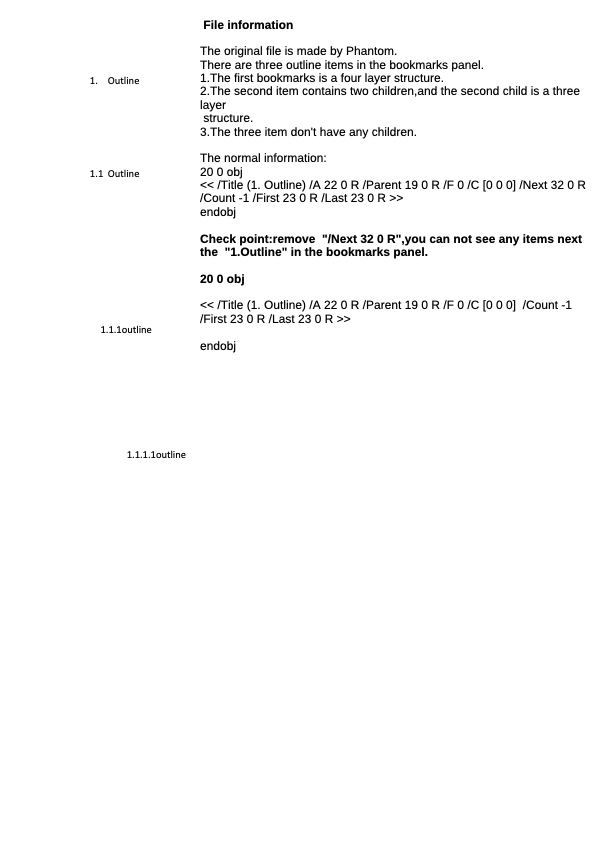 File information
The original file is made by Phantom.
There are three outline items in the bookmarks panel.
1. Outline
1.The first bookmarks is a four layer structure.
2.The second item contains two children,and the second child is a three
layer
structure.
3.The three item don't have any children.
The normal information:
1.1 Outline
20 0 obj
<< /Title (1. Outline) /A 22 0 R /Parent 19 0 R /F 0 /C [0 0 0] /Next 32 0 R
/Count -1 /First 23 0 R /Last 23 0 R >>
endobj
Check point:remove "/Next 32 0 R",you can not see any items next
the "1.Outline" in the bookmarks panel.
20 0 obj
<< /Title (1. Outline) /A 22 0 R /Parent 19 0 R /F 0 /C [0 0 0] /Count -1
/First 23 0 R /Last 23 0 R >>
1.1.1outline
endobj
1.1.1.1outline